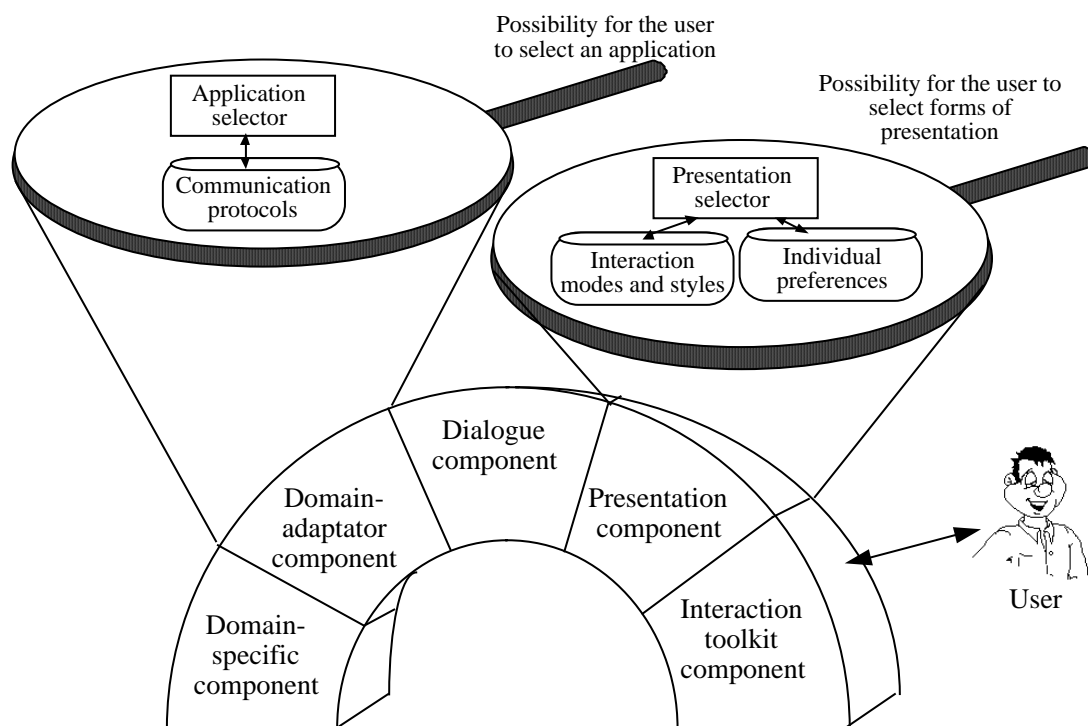 Possibility for the user
to select an application
Application
selector
Communication
protocols
Possibility for the user to
select forms of
presentation
Presentation
selector
Interaction
modes and styles
Individual
preferences
Dialogue
component
Domain-
adaptator
component
Presentation
component
Domain-
specific
component
Interaction
toolkit
component
User